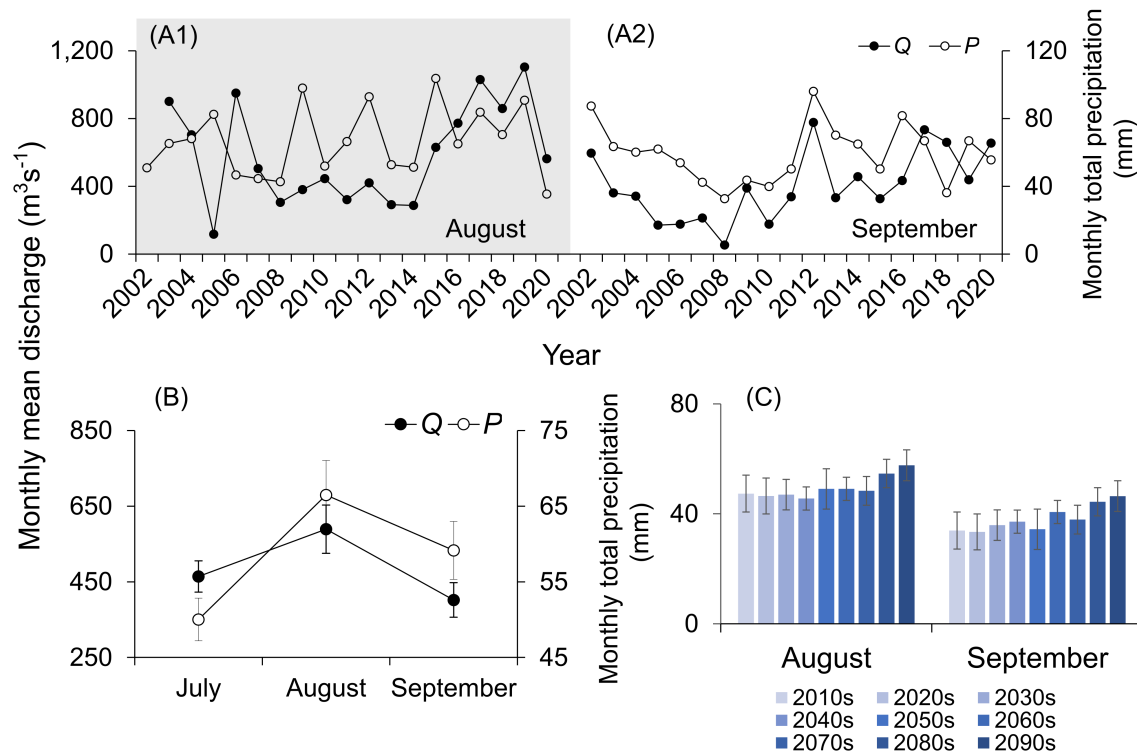 (A1)
(A2)
Q
P
1,200
800
400
0
120
80
40
0
August
September
2002
2004
2006
2008
2010
2012
2014
2016
2018
2020
2002
2004
2006
2008
2010
2012
2014
2016
2018
2020
Year
Monthly mean discharge (m³s⁻¹)
Monthly total precipitation
(mm)
(B)
Q
P
850
650
450
250
75
65
55
45
July
August
September
Monthly total precipitation
(mm)
(C)
80
40
0
August
September
2010s
2020s
2030s
2040s
2050s
2060s
2070s
2080s
2090s